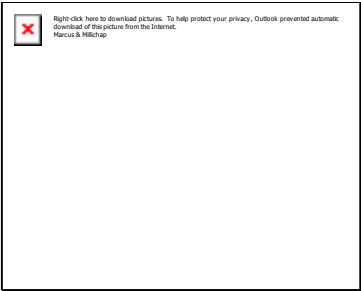 Right-click here to download pictures. To help protect your privacy, Outlook prevented automatic
download of this picture from the Internet.
Marcus & Millichap